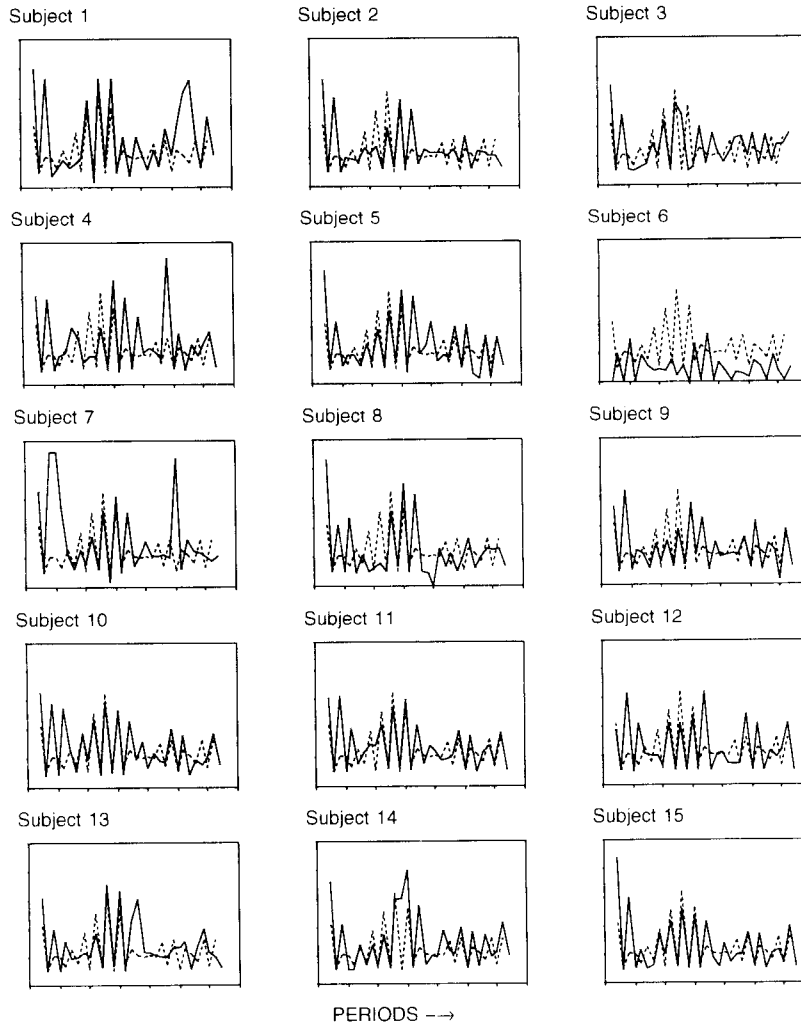 Subject 1
Subject 2
Subject 3
Subject 4
Subject 5
Subject 6
Subject 7
Subject 8
Subject 9
Subject 10
Subject 11
Subject 12
Subject 13
Subject 14
Subject 15
PERIODS -→